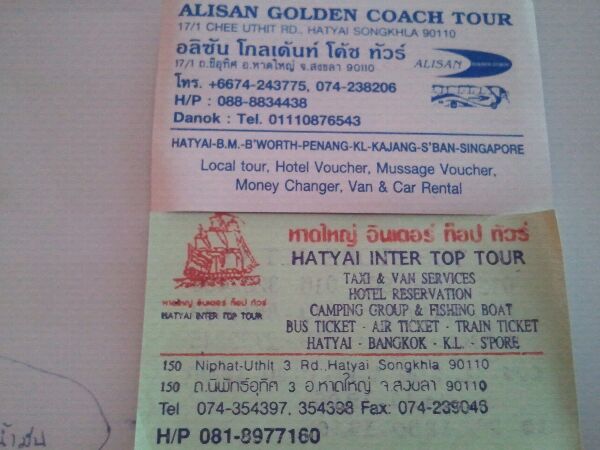 ALISAN GOLDEN COACH TOUR
17/1 CHEE UTHIT RD., HATYAI SONGKHLA 90110
อลิซัน โกลเด้นท์ โค้ช ทัวร์
17/1 ถ.ชีอุทิศ อ.หาดใหญ่ จ.สงขลา 90110
ALISAN
โทร. +6674-243775, 074-238206
H/P : 088-8834438
Danok : Tel. 01110876543
HATYAI-B.M.-B'WORTH-PENANG-KL-KAJANG-S'BAN-SINGAPORE
Local tour, Hotel Voucher, Mussage Voucher,
Money Changer, Van & Car Rental
หาดใหญ่ อินเตอร์ ท็อป ทัวร์
HATYAI INTER TOP TOUR
TAXI & VAN SERVICES
HOTEL RESERVATION
CAMPING GROUP & FISHING BOAT
BUS TICKET - AIR TICKET - TRAIN TICKET
HATYAI - BANGKOK - K.L. - S'PORE
หาดใหญ่ อินเตอร์ ท็อป ทัวร์
HATYAI INTER TOP TOUR
150 Niphat-Uthit 3 Rd.,Hatyai Songkhla 90110
150 ถ.นิพัทธ์อุทิศ 3 อ.หาดใหญ่ จ.สงขลา 90110
Tel 074-354397, 354398 Fax: 074-239046
H/P 081-8977160